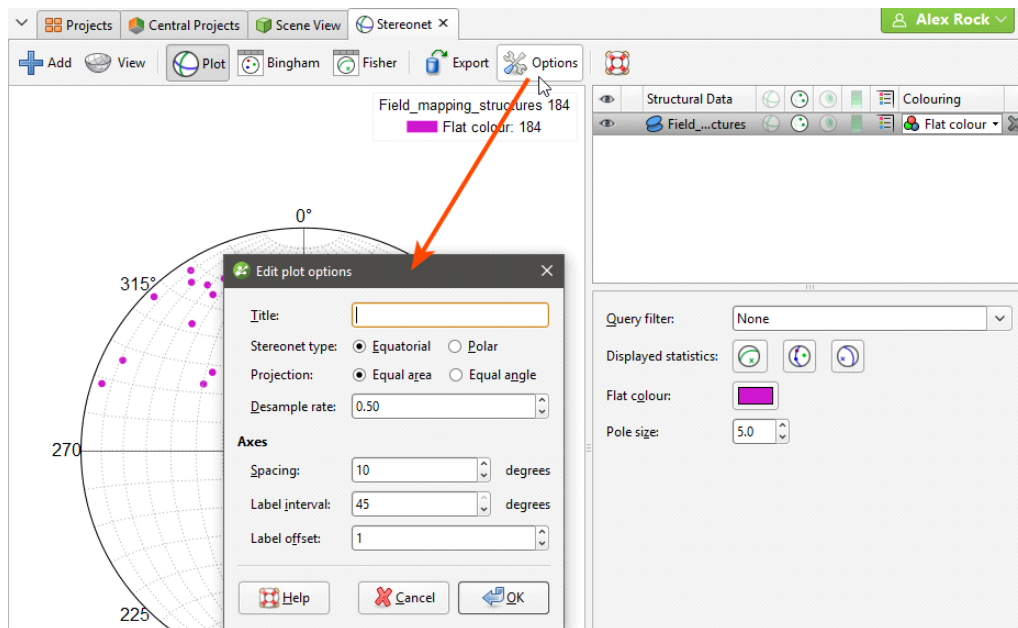 Projects Central Projects Scene View Stereonet × Alex Rock
Add View Plot Bingham Fisher Export Options
Field_mapping_structures 184
Flat colour: 184
Structural Data Colouring
Field_...ctures Flat colour
0°
315°
270
225
Edit plot options
Title:
Stereonet type: Equatorial Polar
Projection: Equal area Equal angle
Desample rate: 0.50
Axes
Spacing: 10 degrees
Label interval: 45 degrees
Label offset: 1
Help Cancel OK
Query filter: None
Displayed statistics:
Flat colour:
Pole size: 5.0